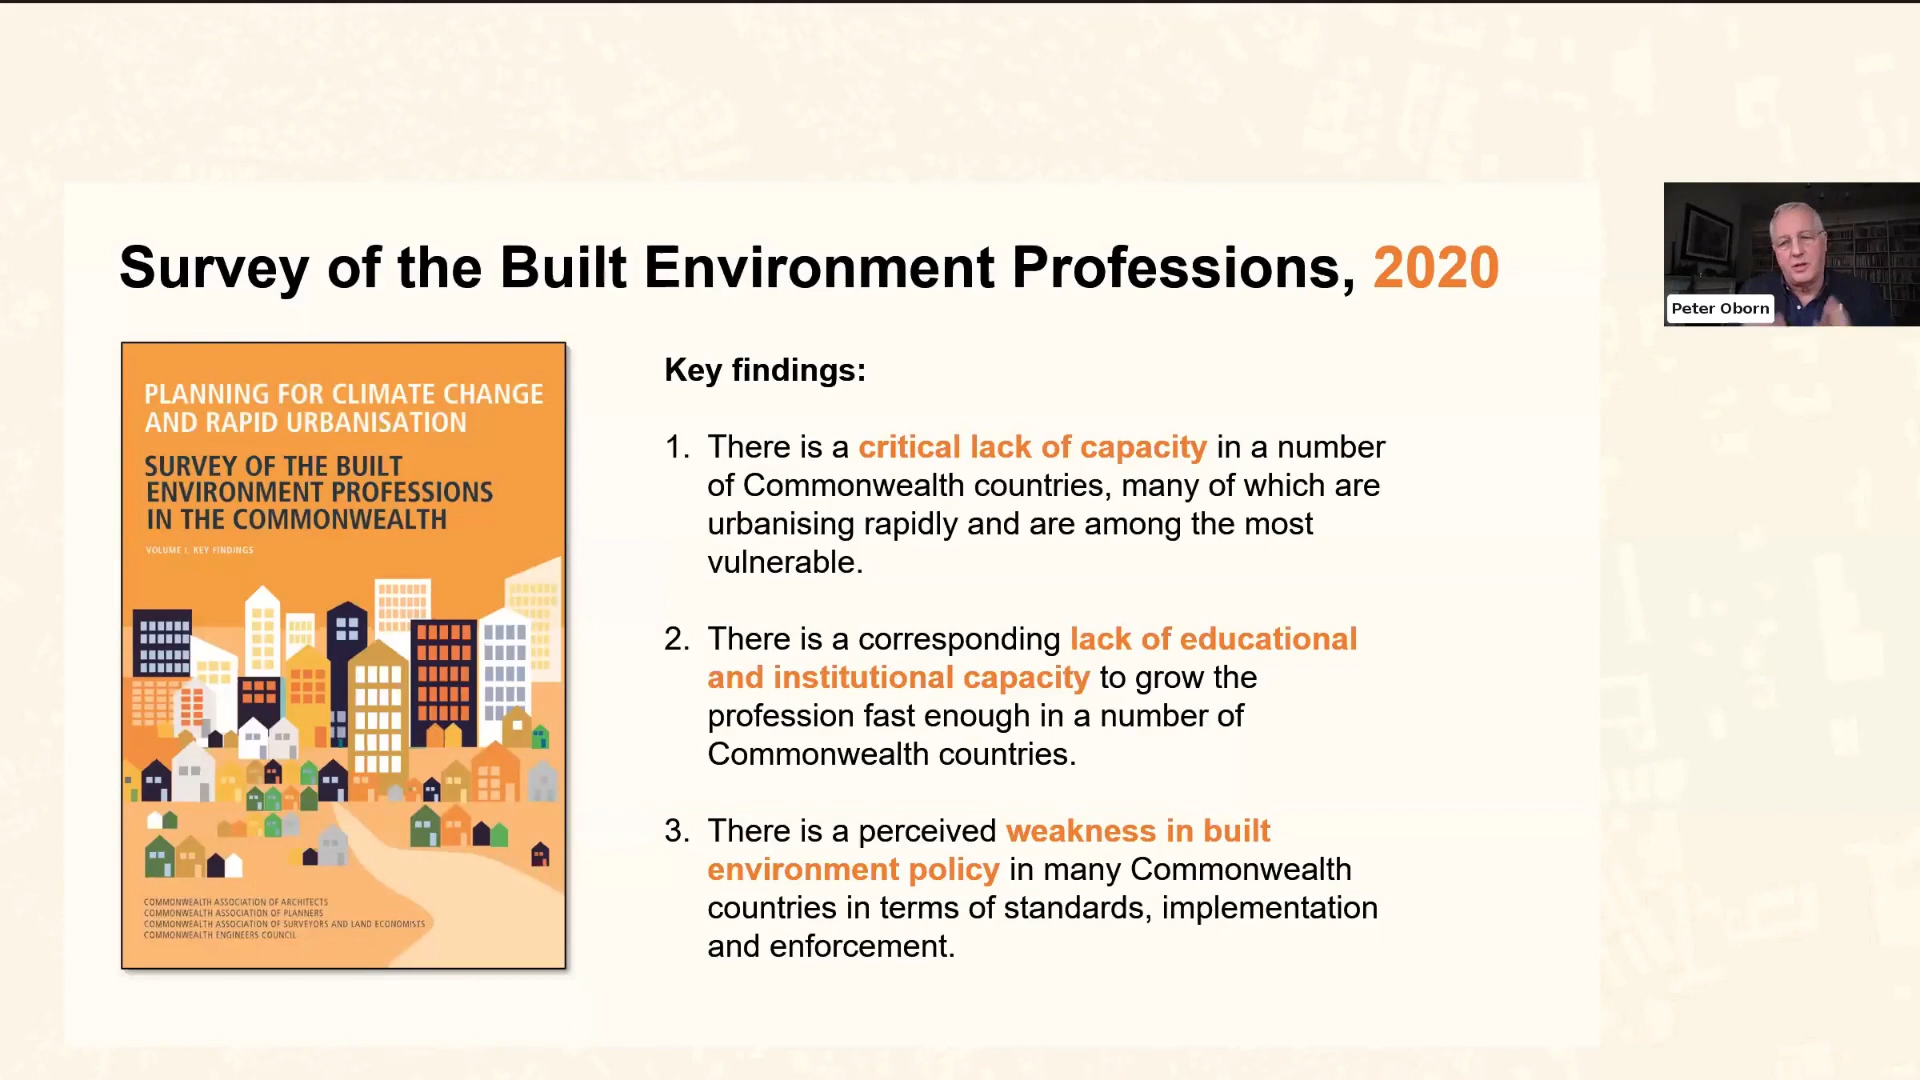 Survey of the Built Environment Professions, 2020
PLANNING FOR CLIMATE CHANGE
AND RAPID URBANISATION
SURVEY OF THE BUILT
ENVIRONMENT PROFESSIONS
IN THE COMMONWEALTH
VOLUME I. KEY FINDINGS
COMMONWEALTH ASSOCIATION OF ARCHITECTS
COMMONWEALTH ASSOCIATION OF PLANNERS
COMMONWEALTH ASSOCIATION OF SURVEYORS AND LAND ECONOMISTS
COMMONWEALTH ENGINEERS COUNCIL
Key findings:
1. There is a critical lack of capacity in a number
of Commonwealth countries, many of which are
urbanising rapidly and are among the most
vulnerable.
2. There is a corresponding lack of educational
and institutional capacity to grow the
profession fast enough in a number of
Commonwealth countries.
3. There is a perceived weakness in built
environment policy in many Commonwealth
countries in terms of standards, implementation
and enforcement.
Peter Oborn